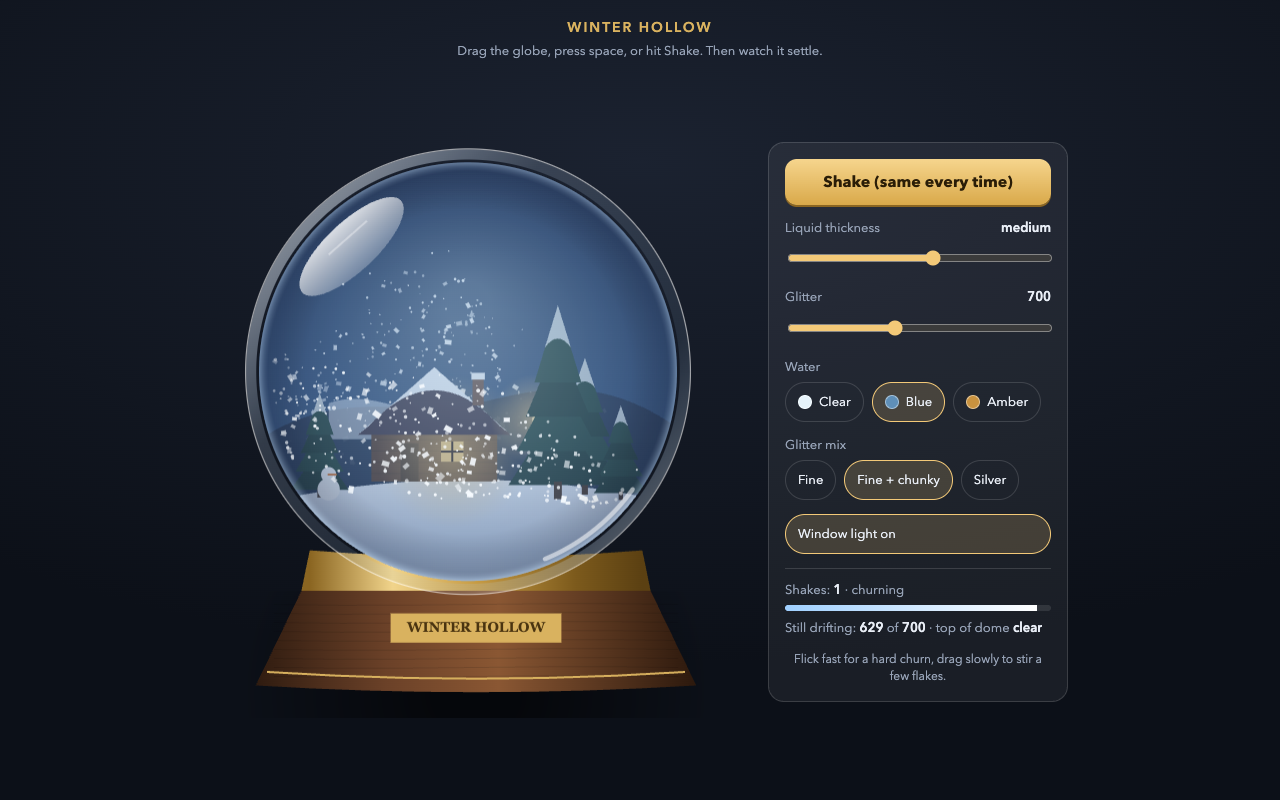 WINTER HOLLOW
Drag the globe, press space, or hit Shake. Then watch it settle.
WINTER HOLLOW
Shake (same every time)
Liquid thickness medium
Glitter 700
Water
Clear Blue Amber
Glitter mix
Fine Fine + chunky Silver
Window light on
Shakes: 1 · churning
Still drifting: 629 of 700 · top of dome clear
Flick fast for a hard churn, drag slowly to stir a
few flakes.